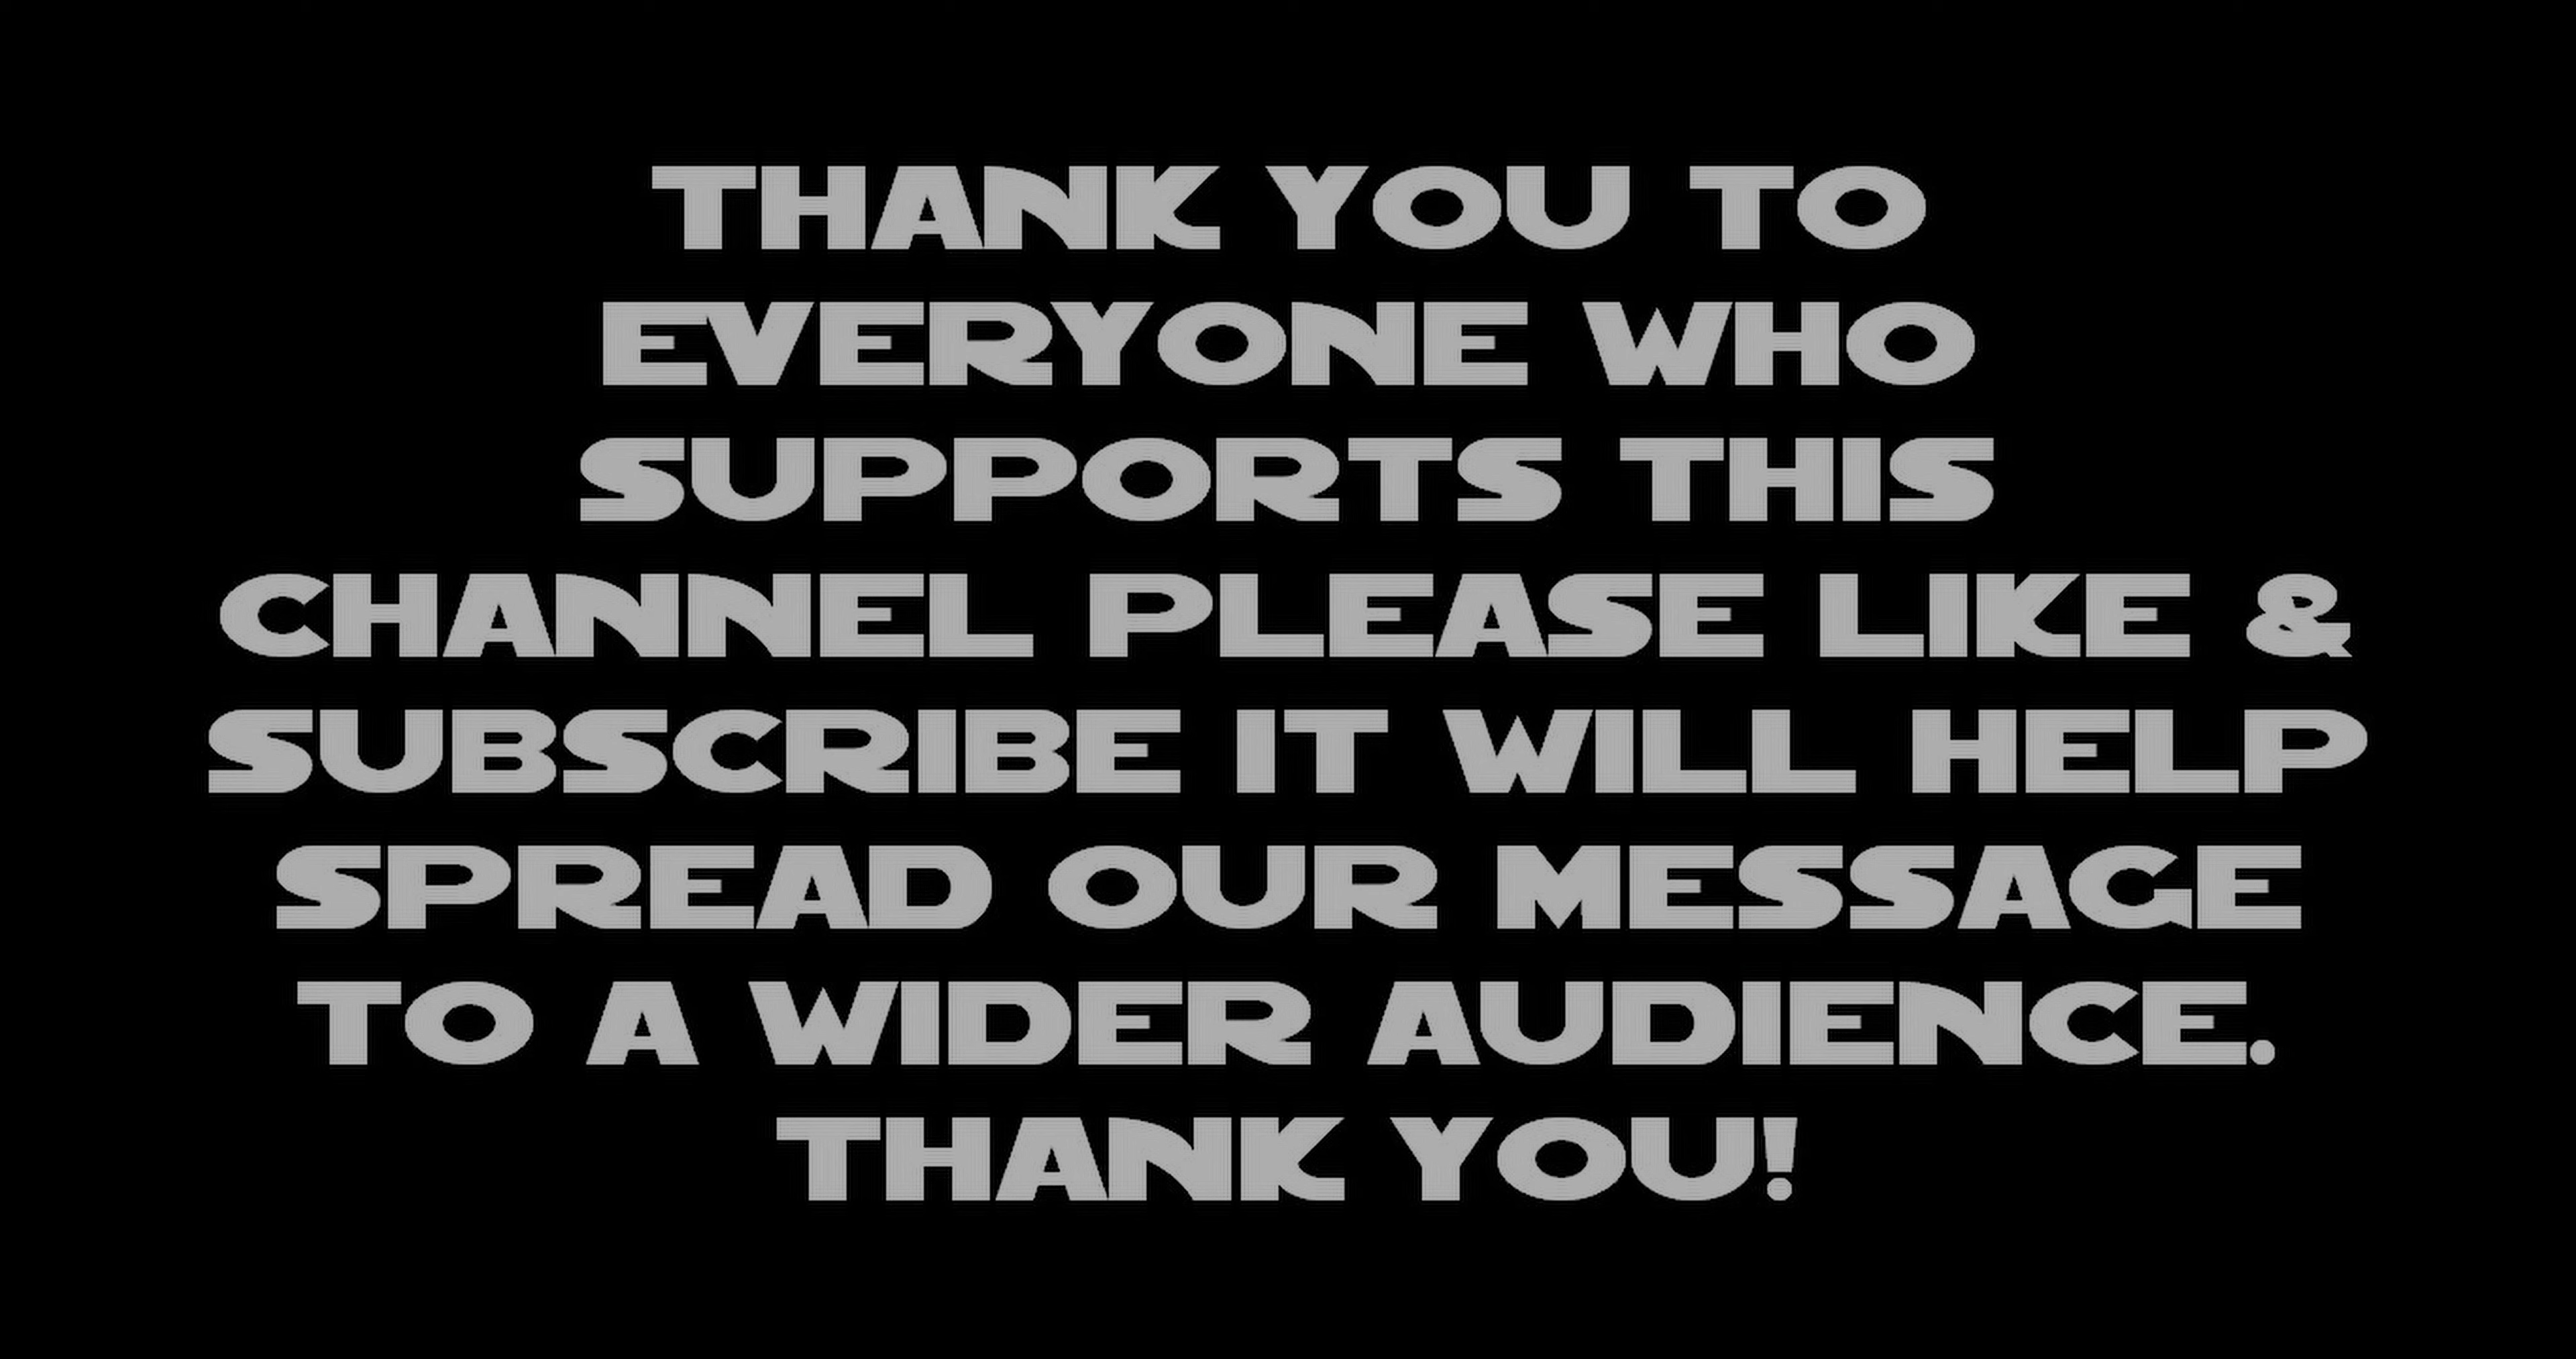 THANK YOU TO
EVERYONE WHO
SUPPORTS THIS
CHANNEL PLEASE LIKE &
SUBSCRIBE IT WILL HELP
SPREAD OUR MESSAGE
TO A WIDER AUDIENCE.
THANK YOU!